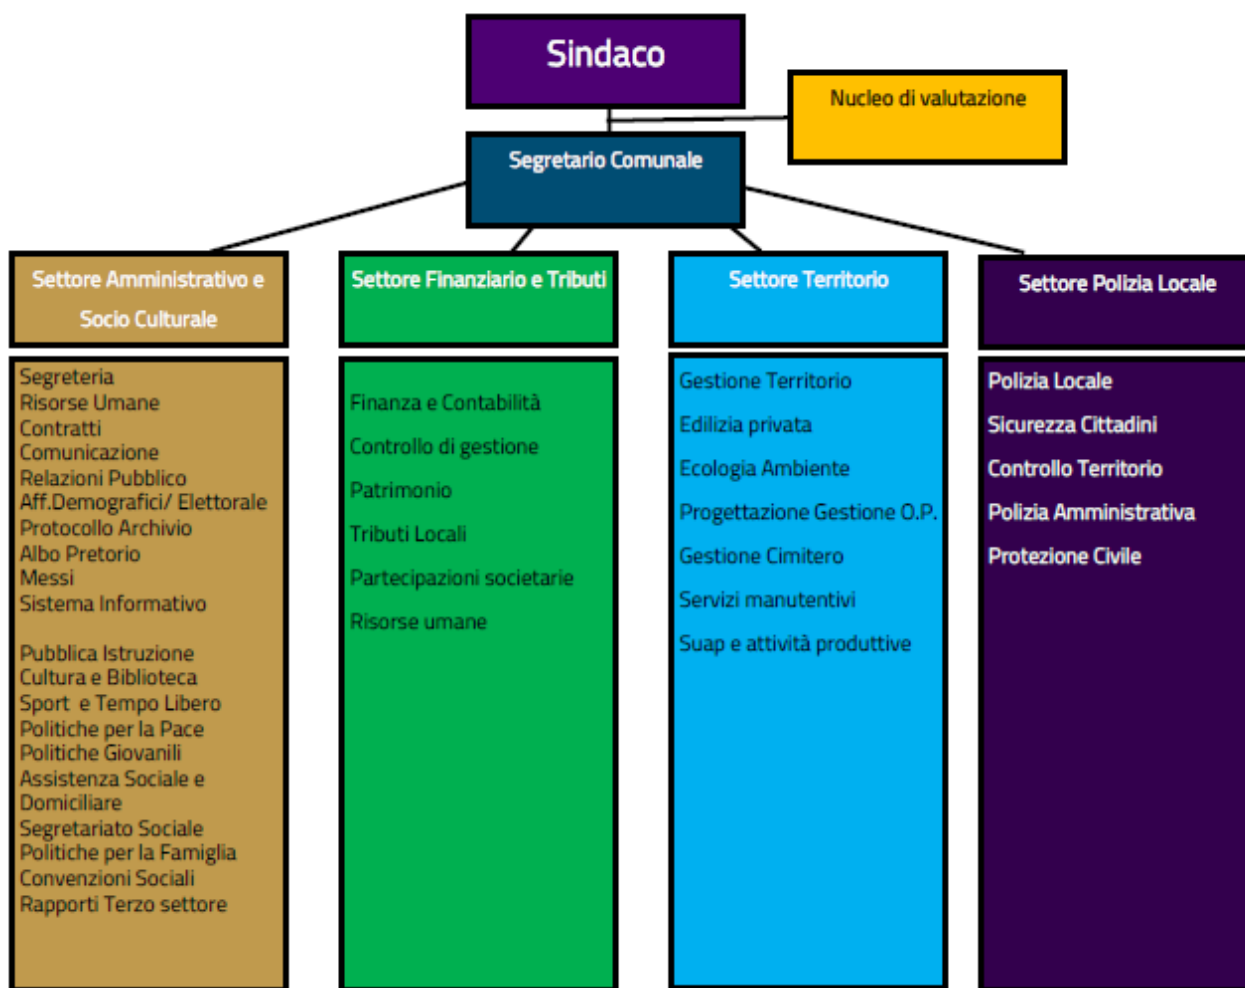 Sindaco
Nucleo di valutazione
Segretario Comunale
Settore Amministrativo e
Socio Culturale
Segreteria
Risorse Umane
Contratti
Comunicazione
Relazioni Pubblico
Aff.Demografici/ Elettorale
Protocollo Archivio
Albo Pretorio
Messi
Sistema Informativo
Pubblica Istruzione
Cultura e Biblioteca
Sport e Tempo Libero
Politiche per la Pace
Politiche Giovanili
Assistenza Sociale e
Domiciliare
Segretariato Sociale
Politiche per la Famiglia
Convenzioni Sociali
Rapporti Terzo settore
Settore Finanziario e Tributi
Finanza e Contabilità
Controllo di gestione
Patrimonio
Tributi Locali
Partecipazioni societarie
Risorse umane
Settore Territorio
Gestione Territorio
Edilizia privata
Ecologia Ambiente
Progettazione Gestione O.P.
Gestione Cimitero
Servizi manutentivi
Suap e attività produttive
Settore Polizia Locale
Polizia Locale
Sicurezza Cittadini
Controllo Territorio
Polizia Amministrativa
Protezione Civile